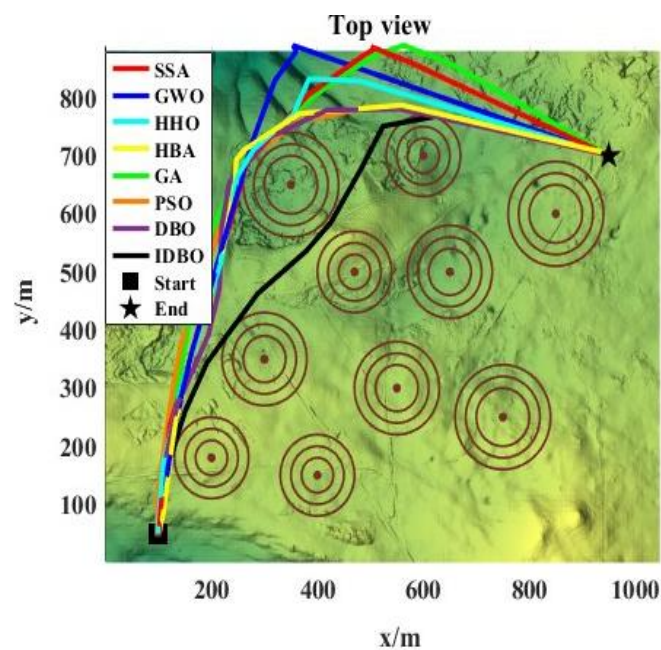 Top view
SSA
GWO
HHO
HBA
GA
PSO
DBO
IDBO
Start
End
800
700
600
500
400
300
200
100
y/m
200 400 600 800 1000
x/m